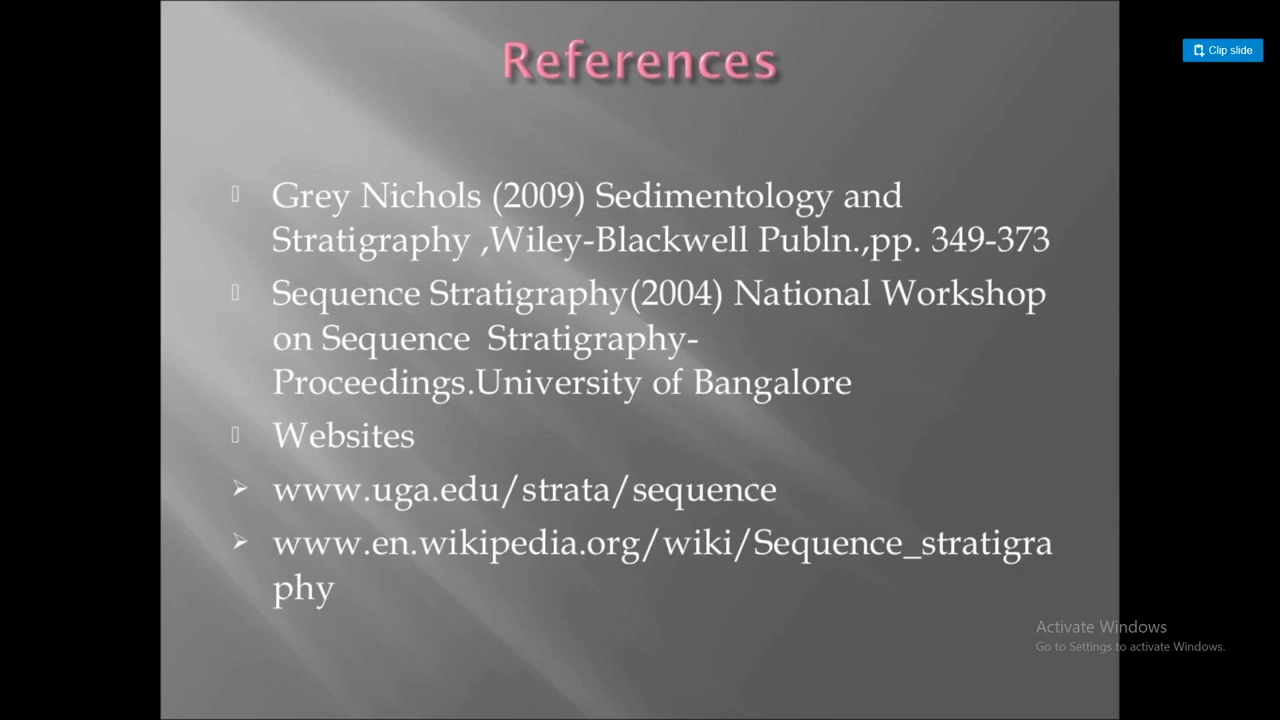 References
Clip slide
Grey Nichols (2009) Sedimentology and
Stratigraphy ,Wiley-Blackwell Publn.,pp. 349-373
Sequence Stratigraphy(2004) National Workshop
on Sequence  Stratigraphy-
Proceedings.University of Bangalore
Websites
www.uga.edu/strata/sequence
www.en.wikipedia.org/wiki/Sequence_stratigra
phy
Activate Windows
Go to Settings to activate Windows.